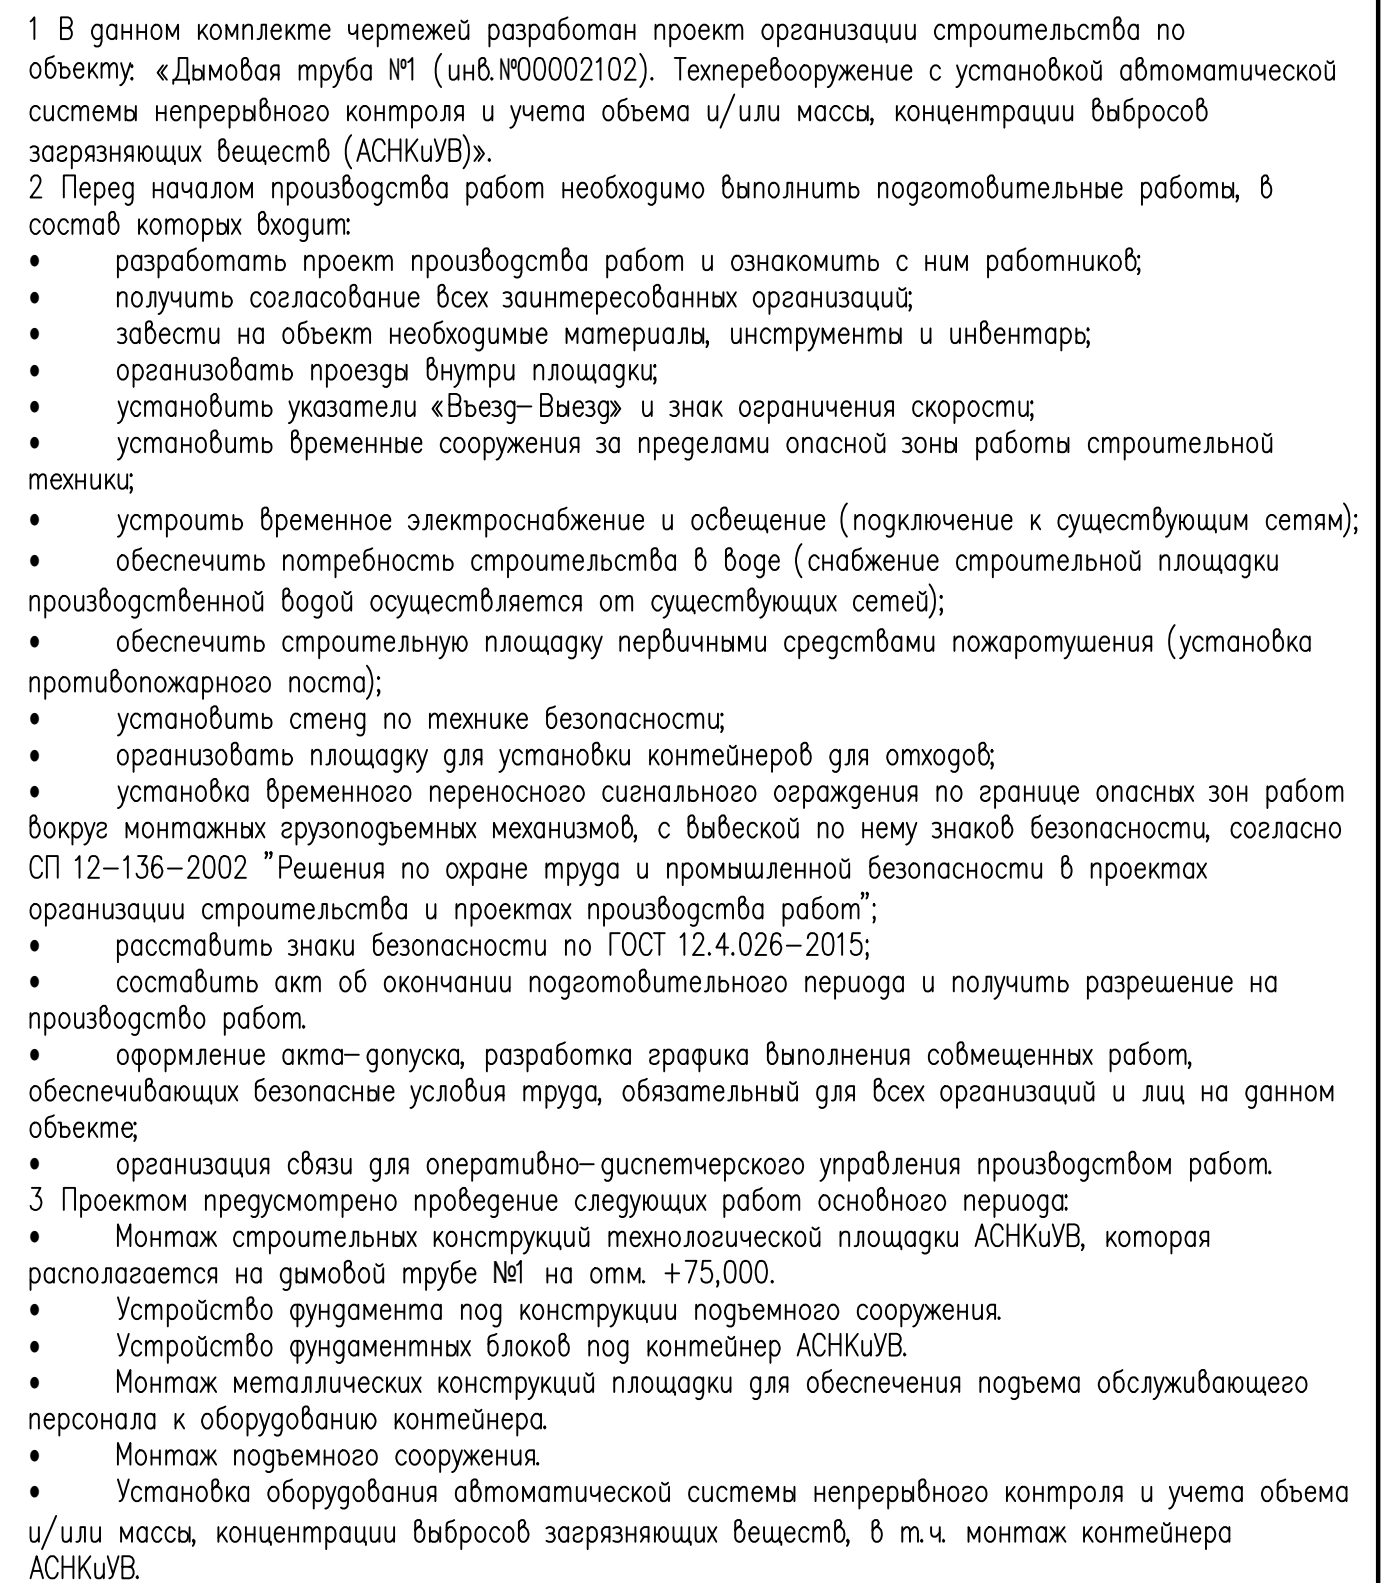 1 В данном комплекте чертежей разработан проект организации строительства по
объекту: «Дымовая труба №1 (инв.№00002102). Техперевооружение с установкой автоматической
системы непрерывного контроля и учета объема и/или массы, концентрации выбросов
загрязняющих веществ (АСНКиУВ)».
2 Перед началом производства работ необходимо выполнить подготовительные работы, в
состав которых входит:
• разработать проект производства работ и ознакомить с ним работников;
• получить согласование всех заинтересованных организаций;
• завести на объект необходимые материалы, инструменты и инвентарь;
• организовать проезды внутри площадки;
• установить указатели «Въезд-Выезд» и знак ограничения скорости;
• установить временные сооружения за пределами опасной зоны работы строительной
техники;
• устроить временное электроснабжение и освещение (подключение к существующим сетям);
• обеспечить потребность строительства в воде (снабжение строительной площадки
производственной водой осуществляется от существующих сетей);
• обеспечить строительную площадку первичными средствами пожаротушения (установка
противопожарного поста);
• установить стенд по технике безопасности;
• организовать площадку для установки контейнеров для отходов;
• установка временного переносного сигнального ограждения по границе опасных зон работ
вокруг монтажных грузоподъемных механизмов, с вывеской по нему знаков безопасности, согласно
СП 12-136-2002 "Решения по охране труда и промышленной безопасности в проектах
организации строительства и проектах производства работ";
• расставить знаки безопасности по ГОСТ 12.4.026-2015;
• составить акт об окончании подготовительного периода и получить разрешение на
производство работ.
• оформление акта-допуска, разработка графика выполнения совмещенных работ,
обеспечивающих безопасные условия труда, обязательный для всех организаций и лиц на данном
объекте;
• организация связи для оперативно-диспетчерского управления производством работ.
3 Проектом предусмотрено проведение следующих работ основного периода:
• Монтаж строительных конструкций технологической площадки АСНКиУВ, которая
располагается на дымовой трубе №1 на отм. +75,000.
• Устройство фундамента под конструкции подъемного сооружения.
• Устройство фундаментных блоков под контейнер АСНКиУВ.
• Монтаж металлических конструкций площадки для обеспечения подъема обслуживающего
персонала к оборудованию контейнера.
• Монтаж подъемного сооружения.
• Установка оборудования автоматической системы непрерывного контроля и учета объема
и/или массы, концентрации выбросов загрязняющих веществ, в т.ч. монтаж контейнера
АСНКиУВ.